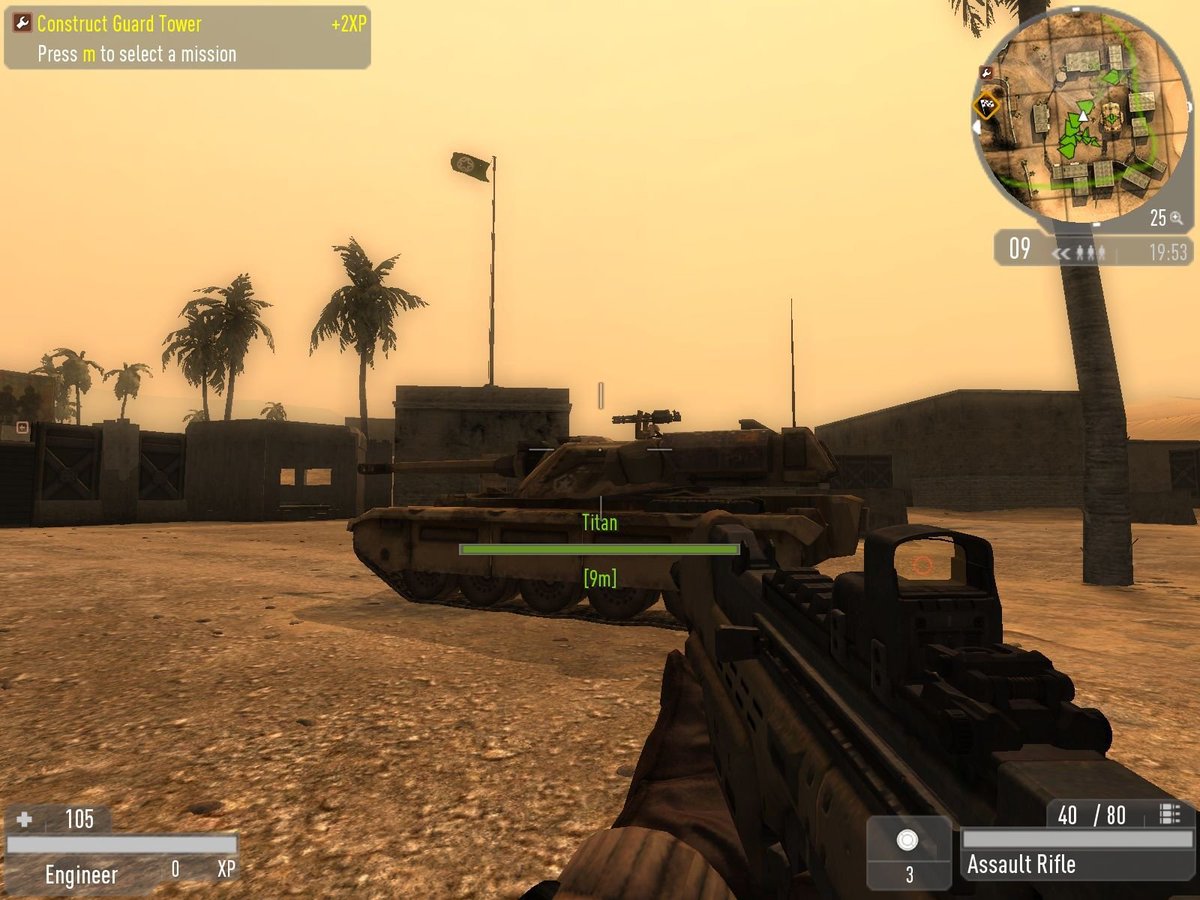 Construct Guard Tower +2XP
Press m to select a mission
25
09 19:53
Titan
[9m]
105
Engineer 0 XP
3
40 / 80
Assault Rifle